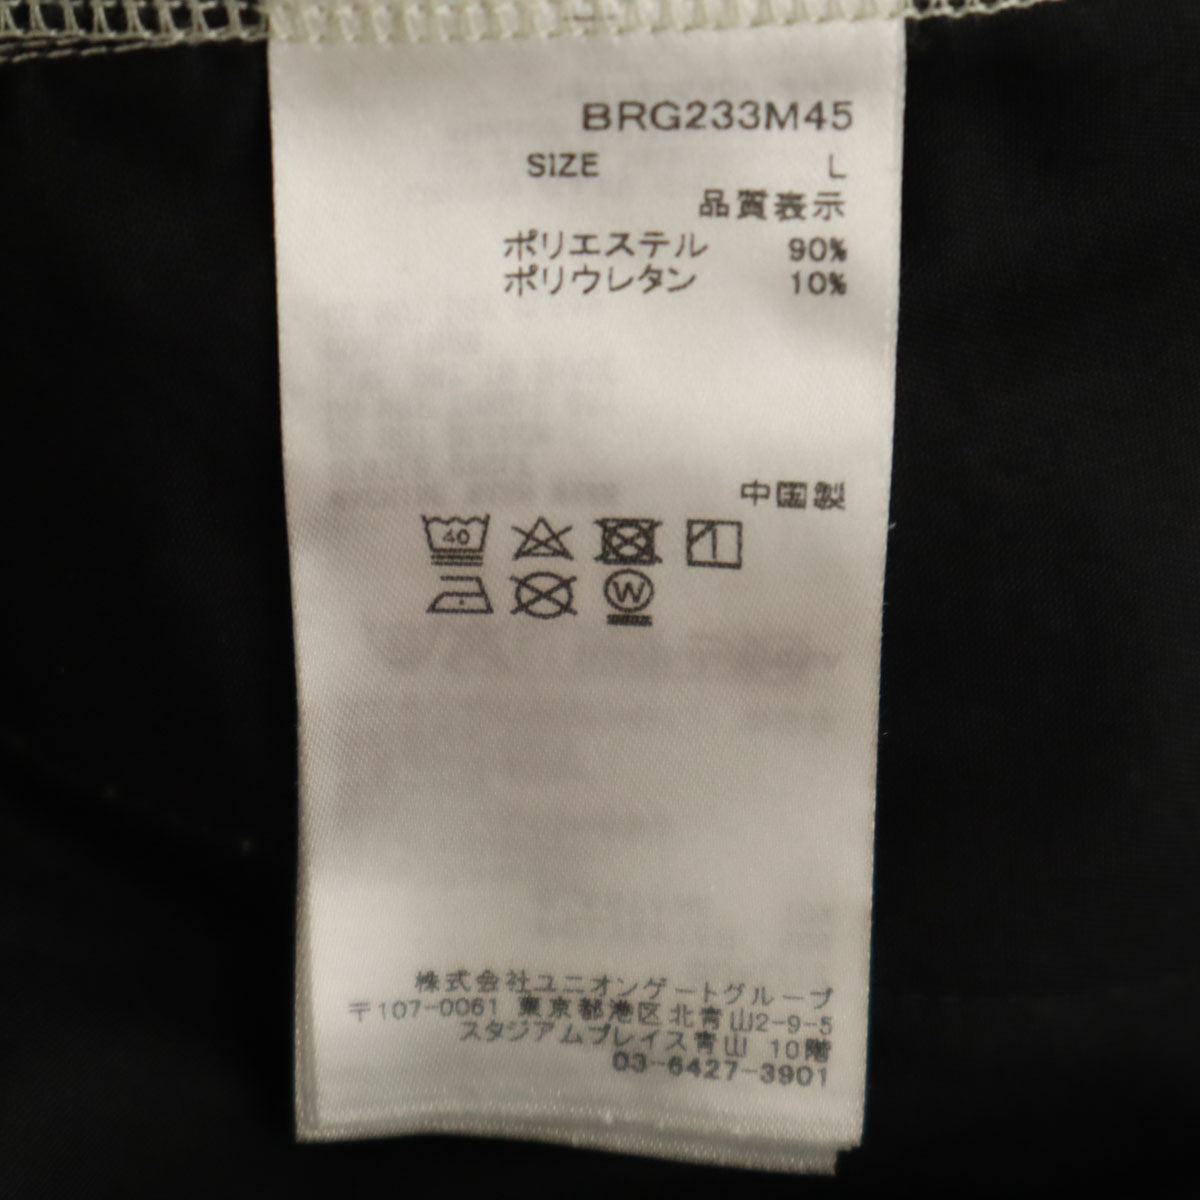 BRG233M45
SIZE L
品質表示
ポリエステル 90%
ポリウレタン 10%
中国製
40
W
株式会社ユニオンゲートグループ
〒107-0061 東京都港区北青山2-9-5
スタジアムプレイス青山 10階
03-6427-3901